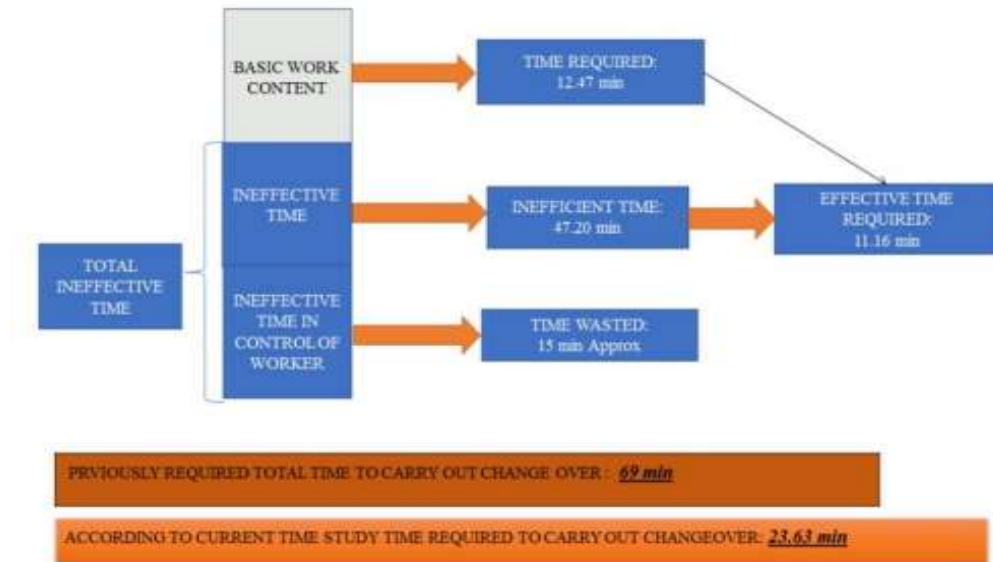 BASIC WORK
CONTENT
TIME REQUIRED:
12.47 min
INEFFECTIVE
TIME
INEFFICIENT TIME:
47.20 min
EFFECTIVE TIME
REQUIRED:
11.16 min
TOTAL
INEFFECTIVE
TIME
INEFFECTIVE
TIME IN
CONTROL OF
WORKER
TIME WASTED:
15 min Approx
PRVIOUSLY REQUIRED TOTAL TIME TO CARRY OUT CHANGE OVER : 69 min
ACCORDING TO CURRENT TIME STUDY TIME REQUIRED TO CARRY OUT CHANGEOVER: 23.63 min